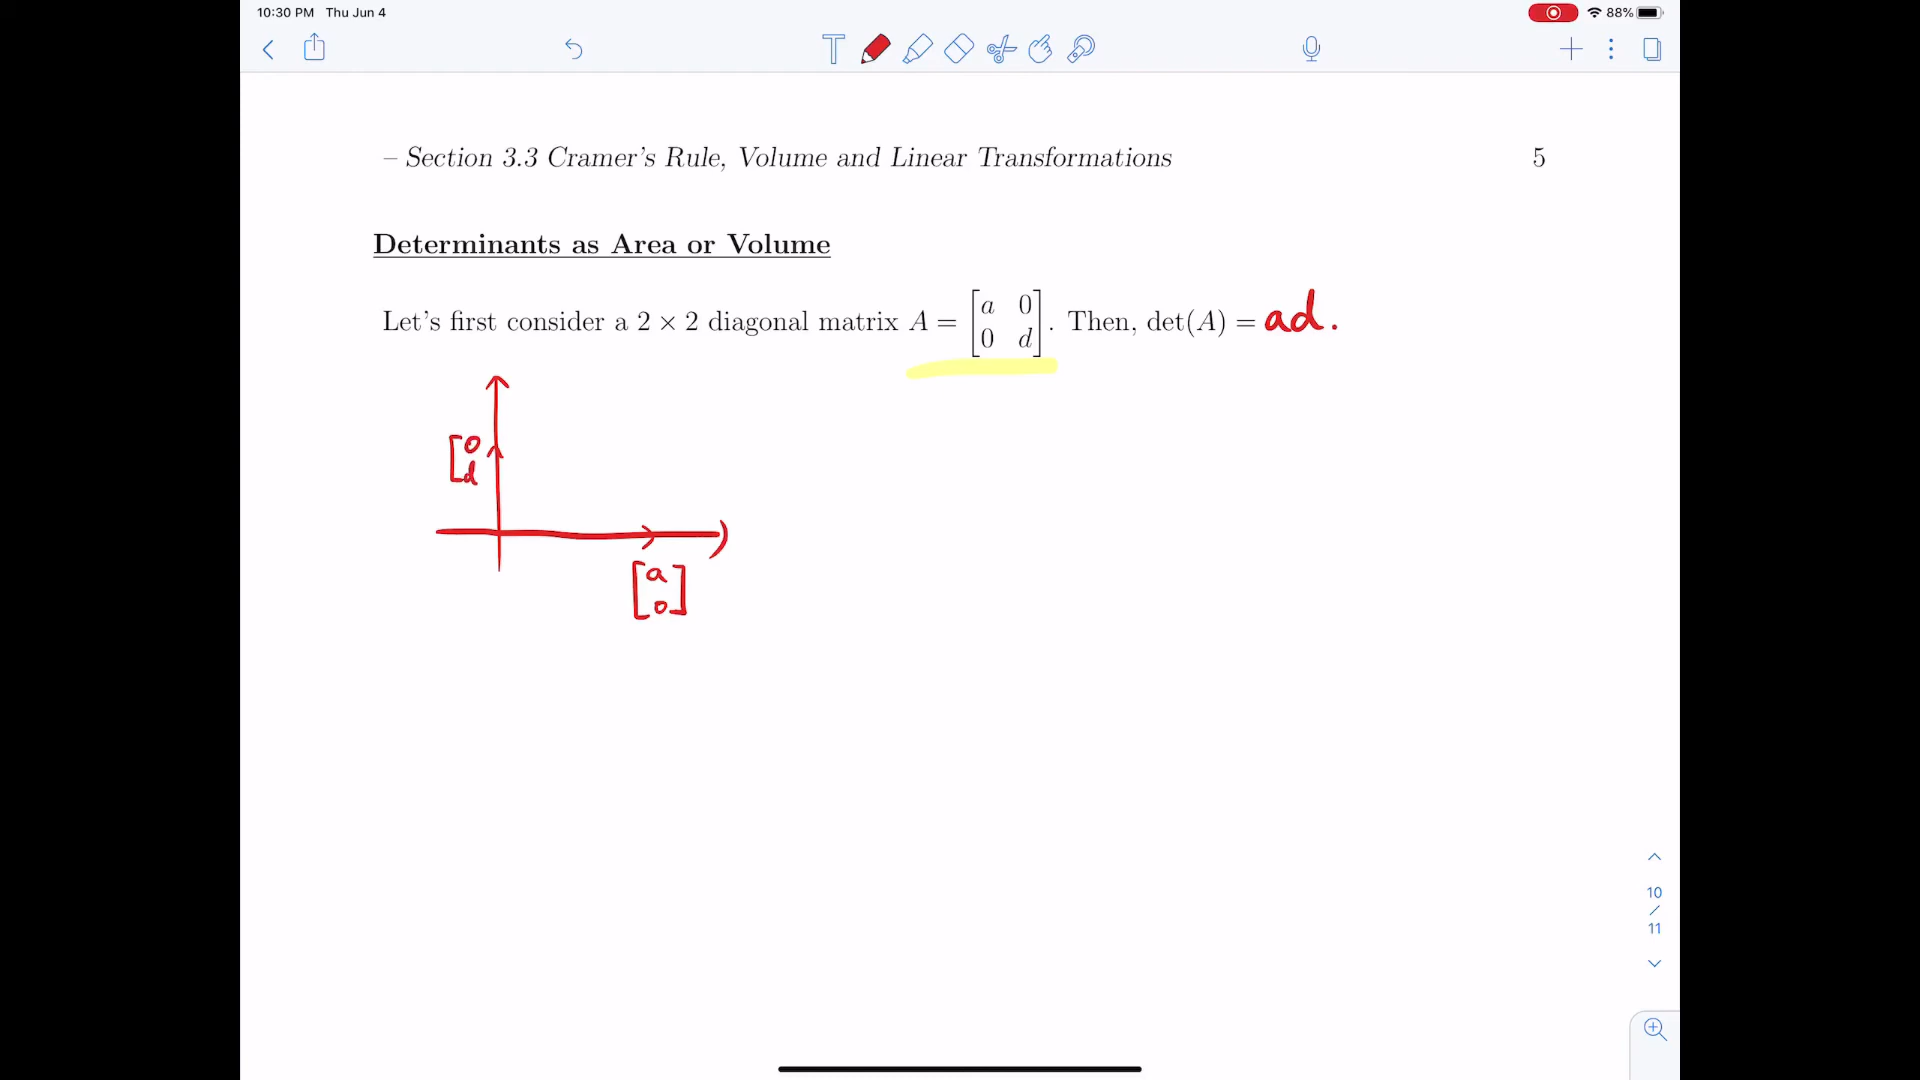 10:30 PM Thu Jun 4 88%
– Section 3.3 Cramer's Rule, Volume and Linear Transformations 5
Determinants as Area or Volume
Let's first consider a 2 × 2 diagonal matrix A = [a 0; 0 d]. Then, det(A) = ad.
[0
d
[a
0]
10
/
11